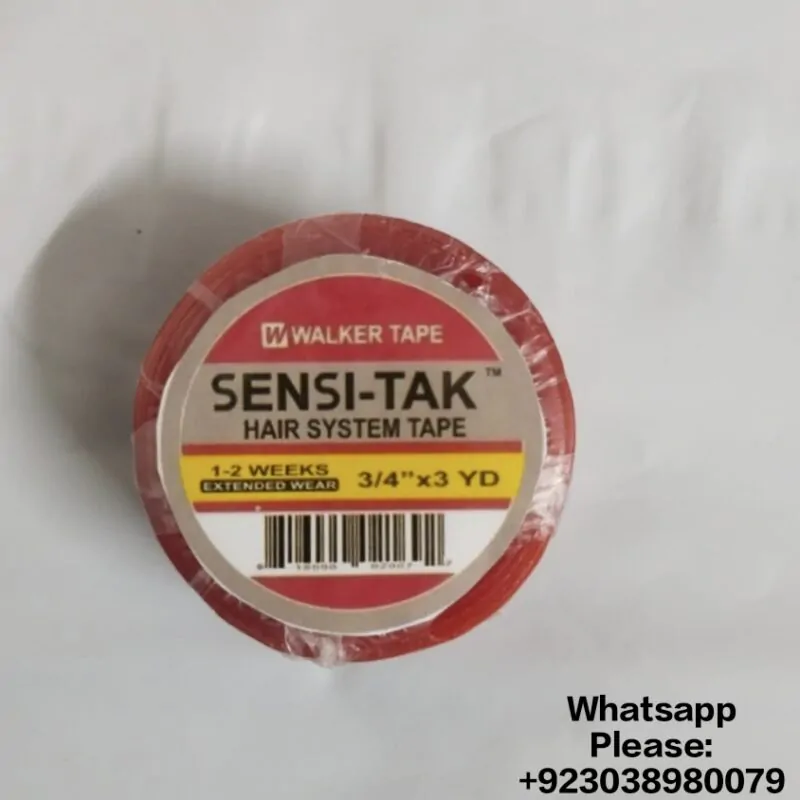 W WALKER TAPE
SENSI-TAK™
HAIR SYSTEM TAPE
1-2 WEEKS
EXTENDED WEAR
3/4"x3 YD
Whatsapp
Please:
+923038980079